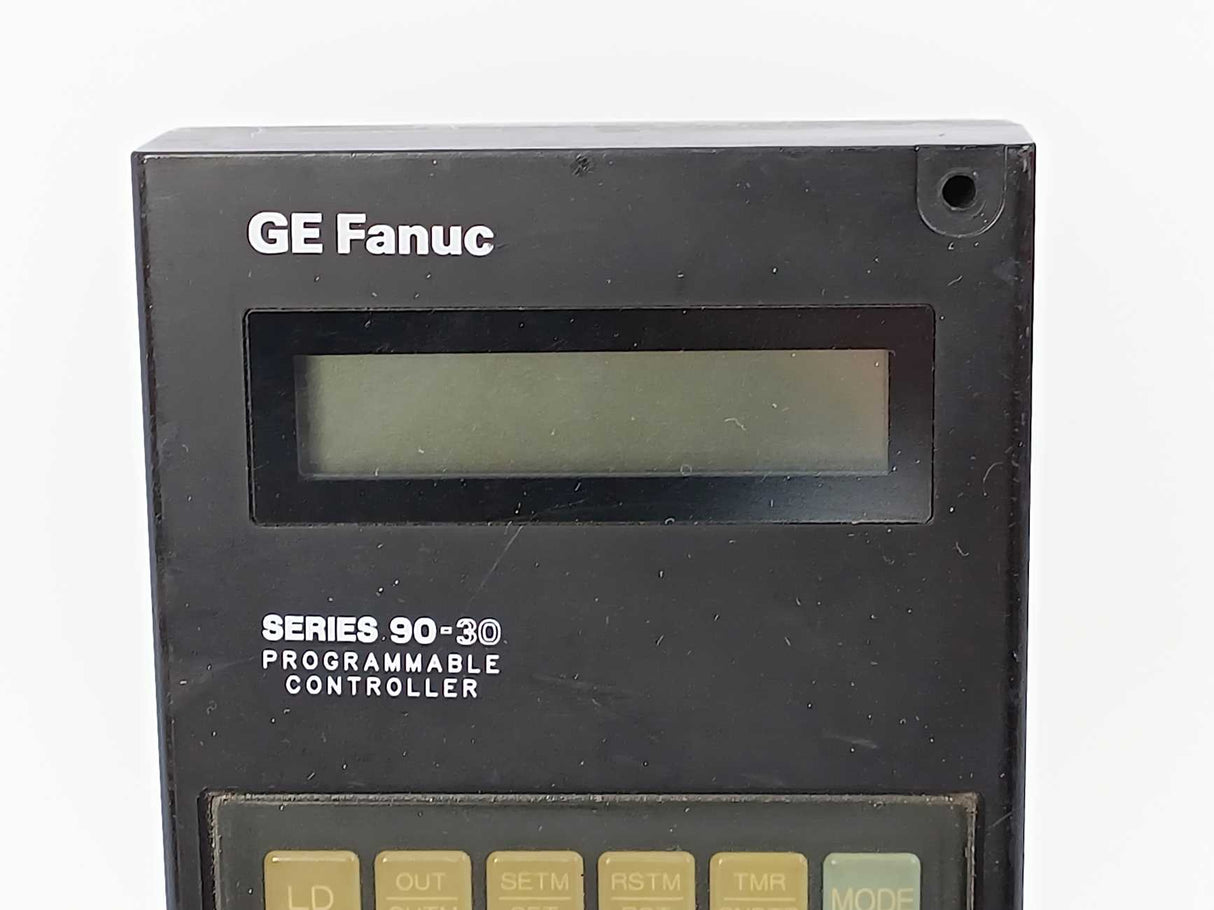 GE Fanuc
SERIES 90-30
PROGRAMMABLE
CONTROLLER
LD OUT SETM RSTM TMR MODE